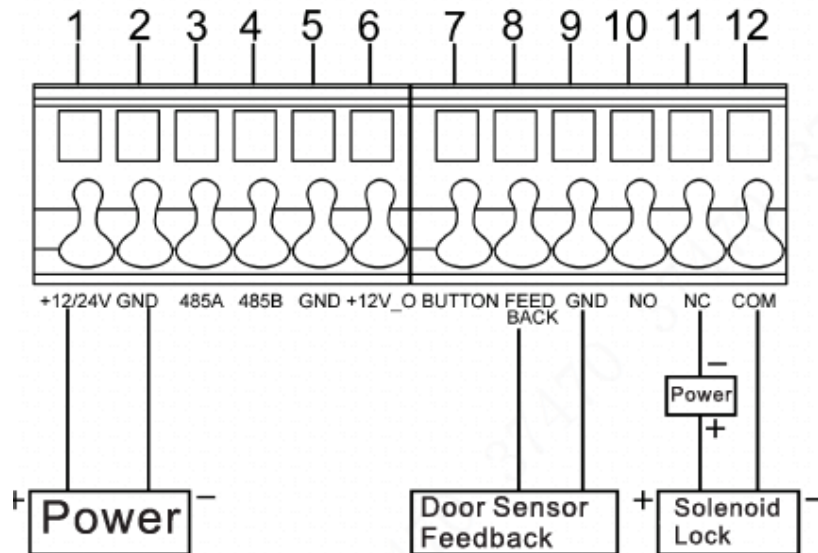 1 2 3 4 5 6 7 8 9 10 11 12
+12/24V GND 485A 485B GND +12V_O BUTTON FEED BACK GND NO NC COM
−
Power
+
+ Power −
Door Sensor
Feedback
+ Solenoid −
Lock